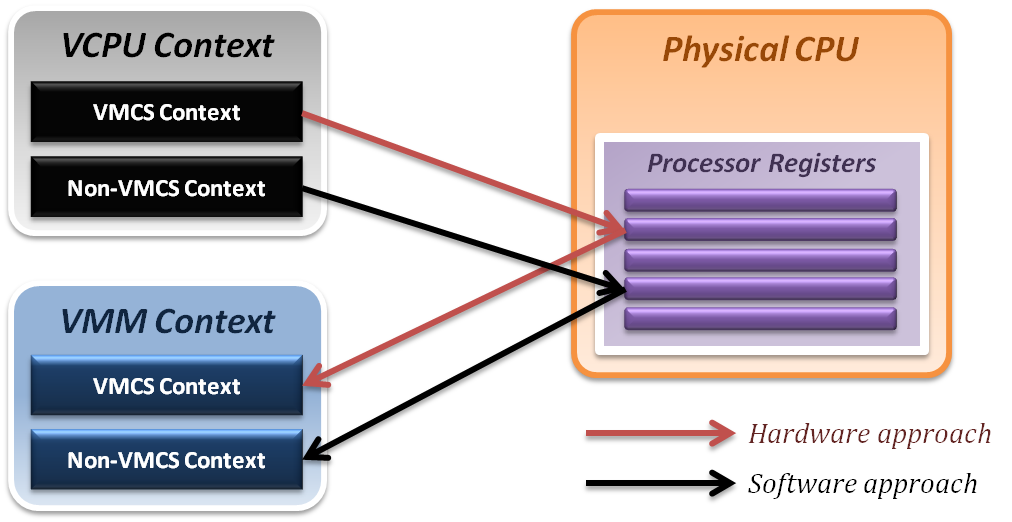 VCPU Context
VMCS Context
Non-VMCS Context
VMM Context
VMCS Context
Non-VMCS Context
Physical CPU
Processor Registers
Hardware approach
Software approach